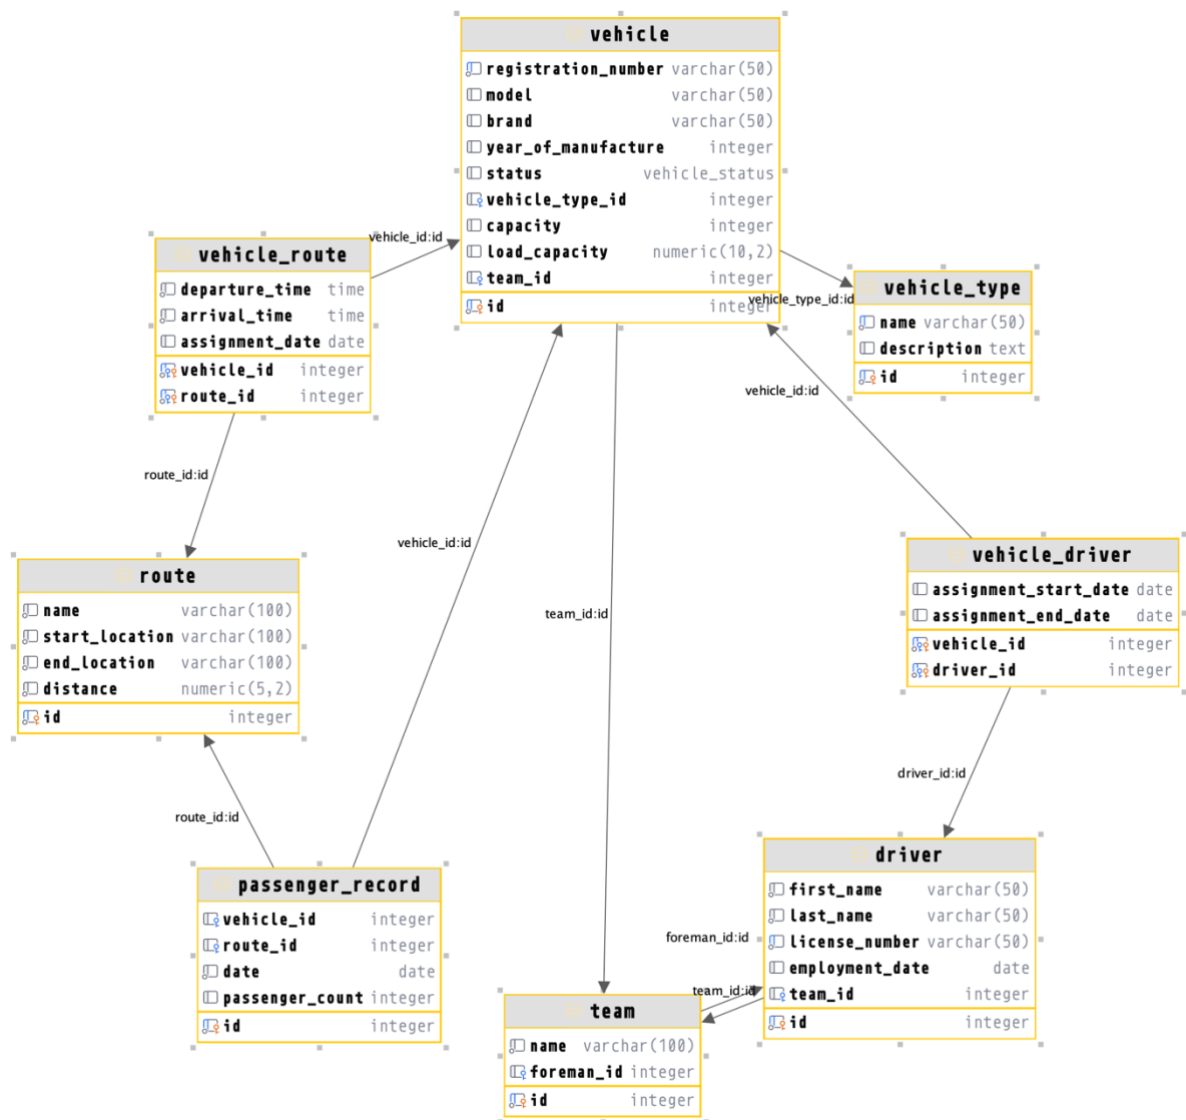 vehicle
registration_number varchar(50)
model varchar(50)
brand varchar(50)
year_of_manufacture integer
status vehicle_status
vehicle_type_id integer
capacity integer
load_capacity numeric(10,2)
team_id integer
id integer
vehicle_id:id
vehicle_route
departure_time time
arrival_time time
assignment_date date
vehicle_id integer
route_id integer
vehicle_type_id:id
vehicle_type
name varchar(50)
description text
id integer
vehicle_id:id
route_id:id
vehicle_id:id
team_id:id
route
name varchar(100)
start_location varchar(100)
end_location varchar(100)
distance numeric(5,2)
id integer
vehicle_driver
assignment_start_date date
assignment_end_date date
vehicle_id integer
driver_id integer
driver_id:id
route_id:id
passenger_record
vehicle_id integer
route_id integer
date date
passenger_count integer
id integer
driver
first_name varchar(50)
last_name varchar(50)
license_number varchar(50)
employment_date date
team_id integer
id integer
foreman_id:id
team_id:id
team
name varchar(100)
foreman_id integer
id integer